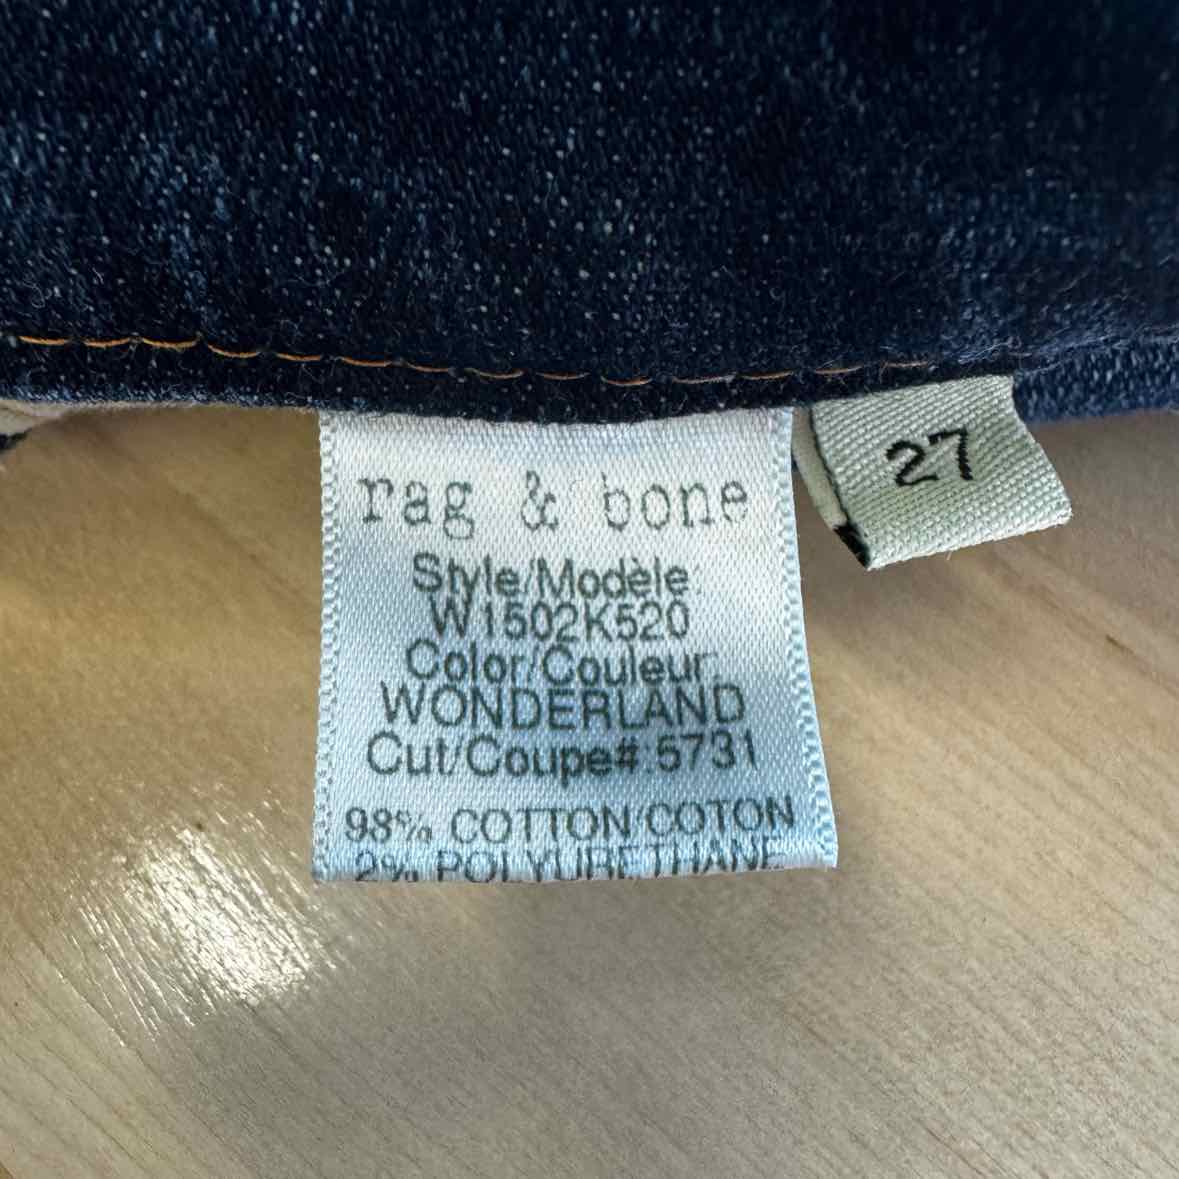 rag & bone
Style/Modèle
W1502K520
Color/Couleur
WONDERLAND
Cut/Coupe#:5731
98% COTTON/COTON
2% POLYURETHANE
27